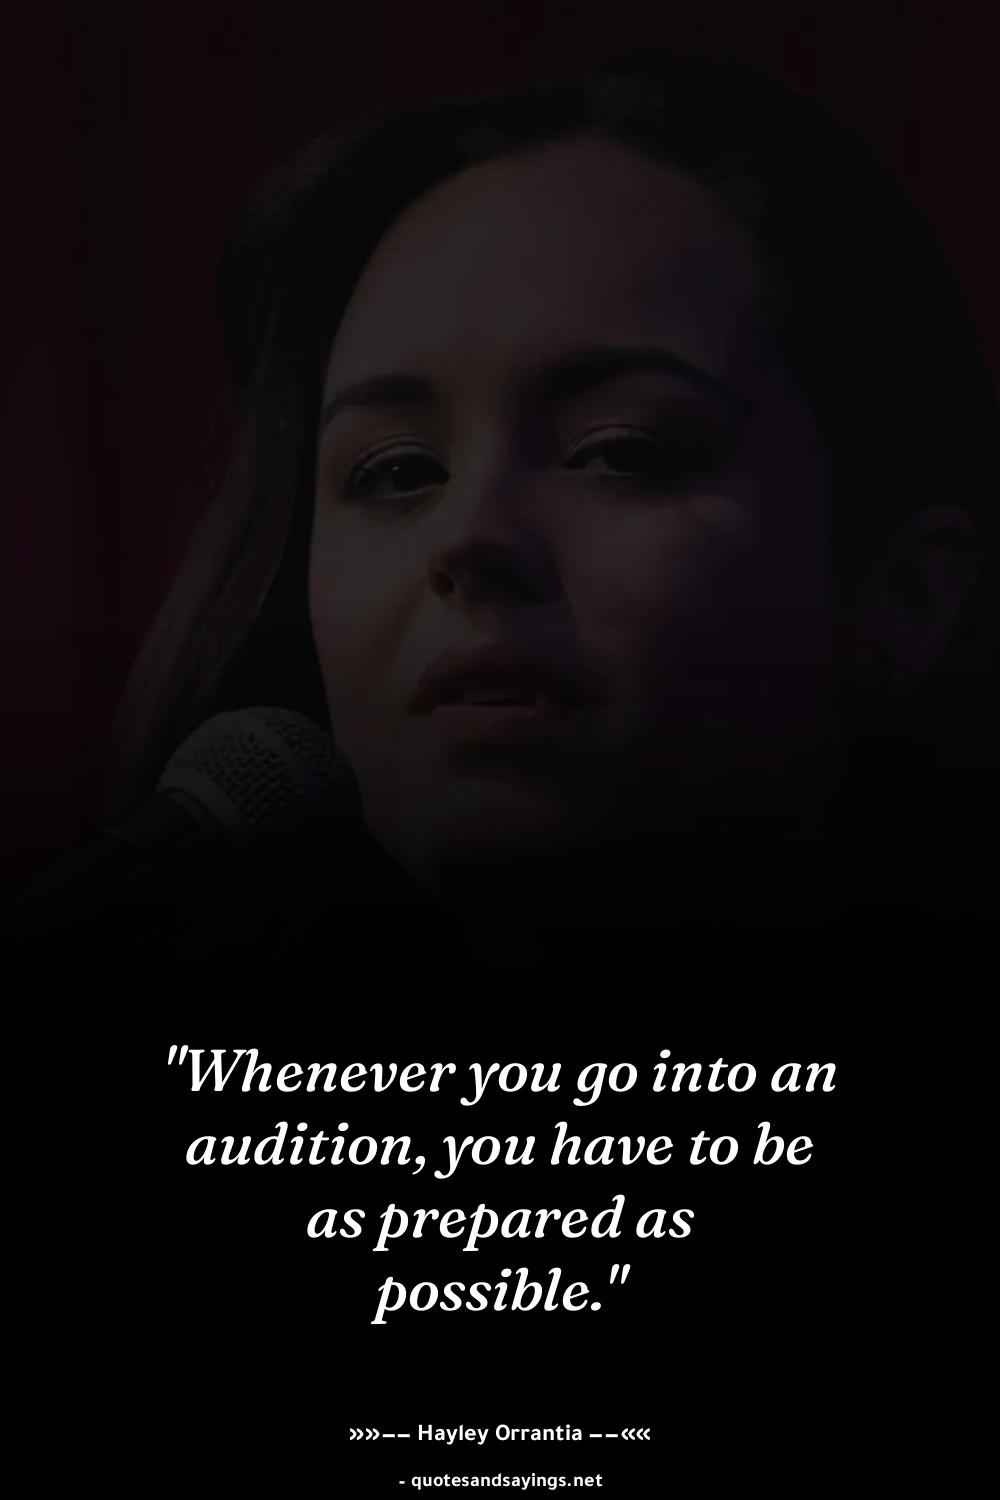 "Whenever you go into an
audition, you have to be
as prepared as
possible."
»»–– Hayley Orrantia ––««
- quotesandsayings.net